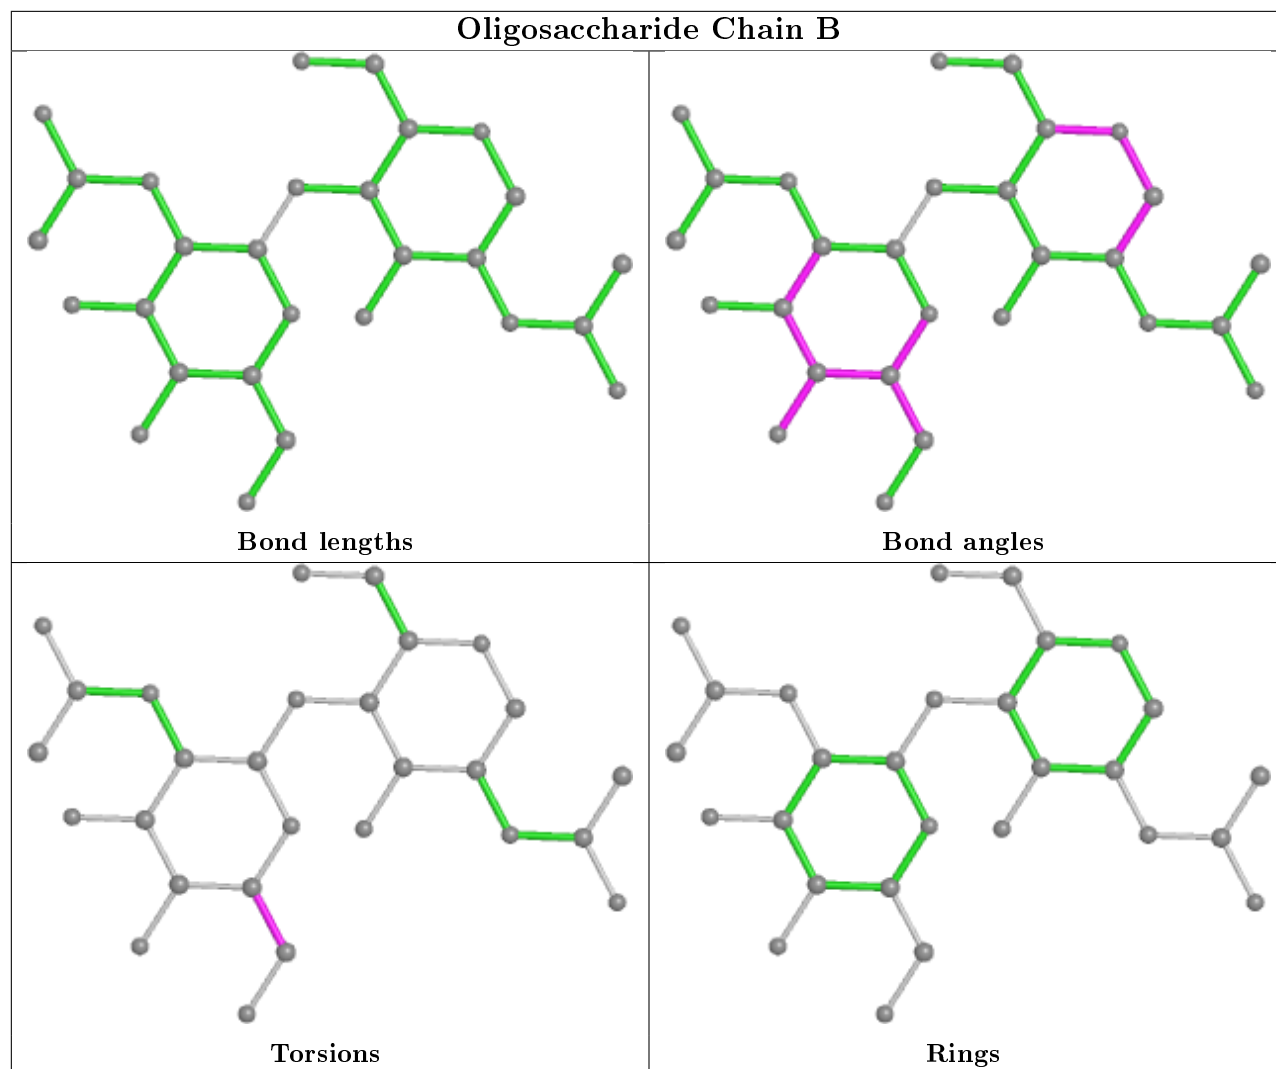 Oligosaccharide Chain B
Bond lengths
Bond angles
Torsions
Rings